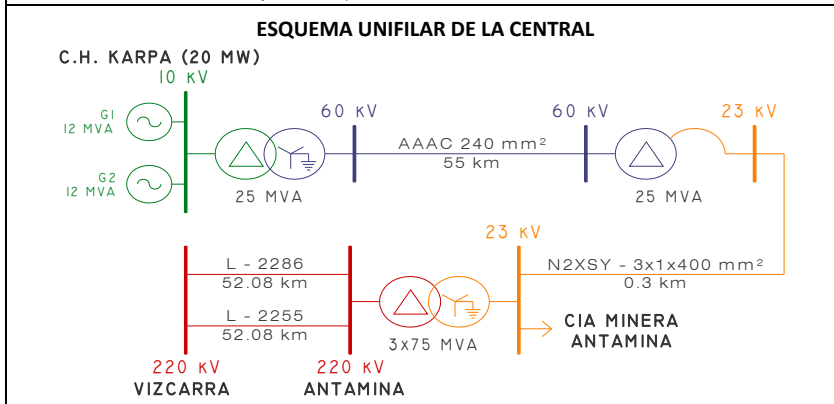 ESQUEMA UNIFILAR DE LA CENTRAL
C.H. KARPA (20 MW)
10 KV
G1
12 MVA
G2
12 MVA
25 MVA
60 KV
AAAC 240 mm²
55 km
60 KV
25 MVA
23 KV
N2XSY - 3x1x400 mm²
0.3 km
23 KV
CIA MINERA
ANTAMINA
3x75 MVA
L - 2286
52.08 km
L - 2255
52.08 km
220 KV
VIZCARRA
220 KV
ANTAMINA